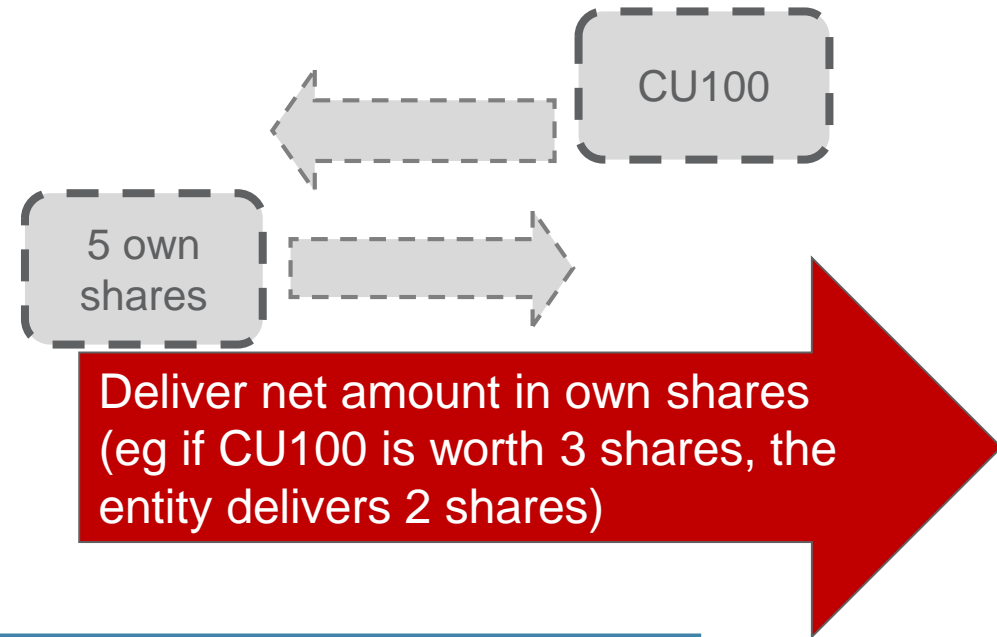 CU100
5 own
shares
Deliver net amount in own shares
(eg if CU100 is worth 3 shares, the
entity delivers 2 shares)